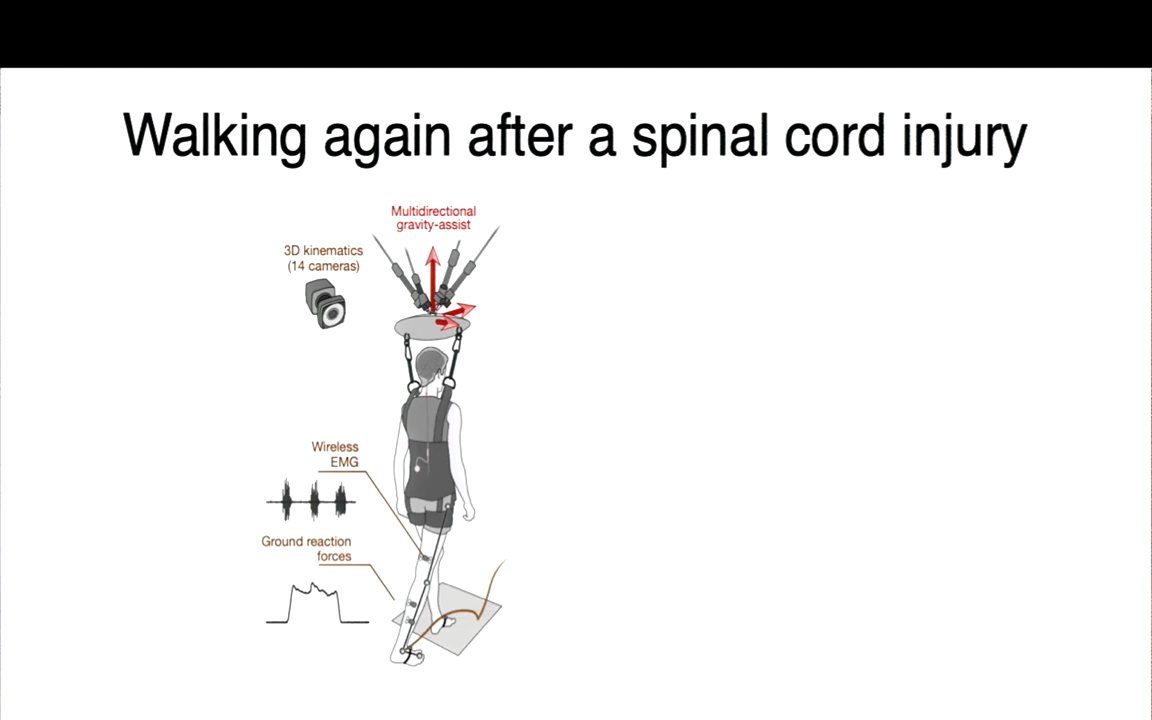 Walking again after a spinal cord injury
Multidirectional
gravity-assist
3D kinematics
(14 cameras)
Wireless
EMG
Ground reaction
forces